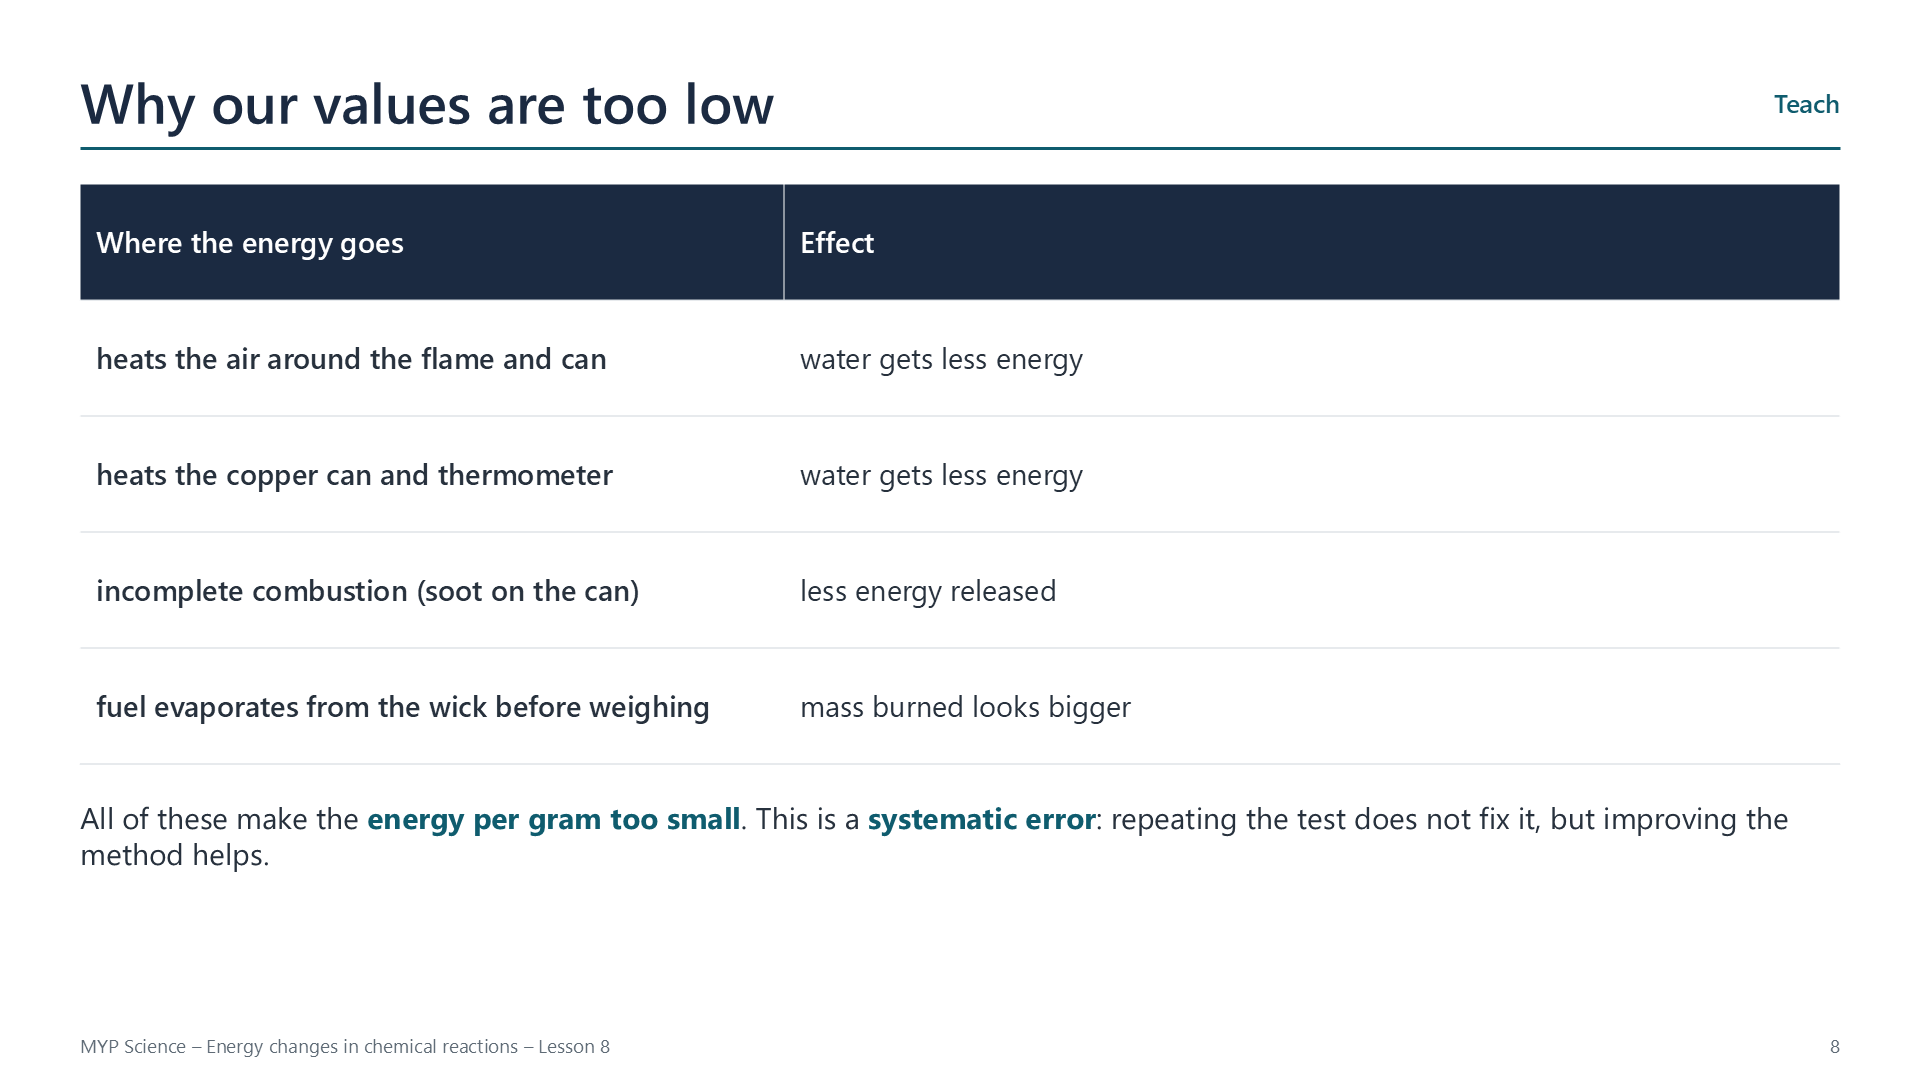 Why our values are too low
Teach
Where the energy goes
Effect
heats the air around the flame and can
water gets less energy
heats the copper can and thermometer
water gets less energy
incomplete combustion (soot on the can)
less energy released
fuel evaporates from the wick before weighing
mass burned looks bigger
All of these make the energy per gram too small. This is a systematic error: repeating the test does not fix it, but improving the
method helps.
MYP Science – Energy changes in chemical reactions – Lesson 8
8